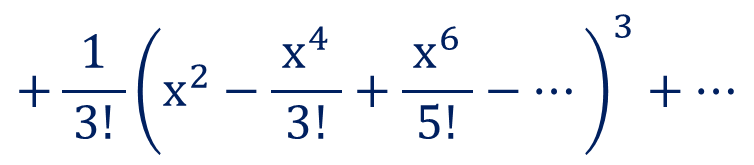 + 1/3! (x² − x⁴/3! + x⁶/5! − ⋯)³ + ⋯